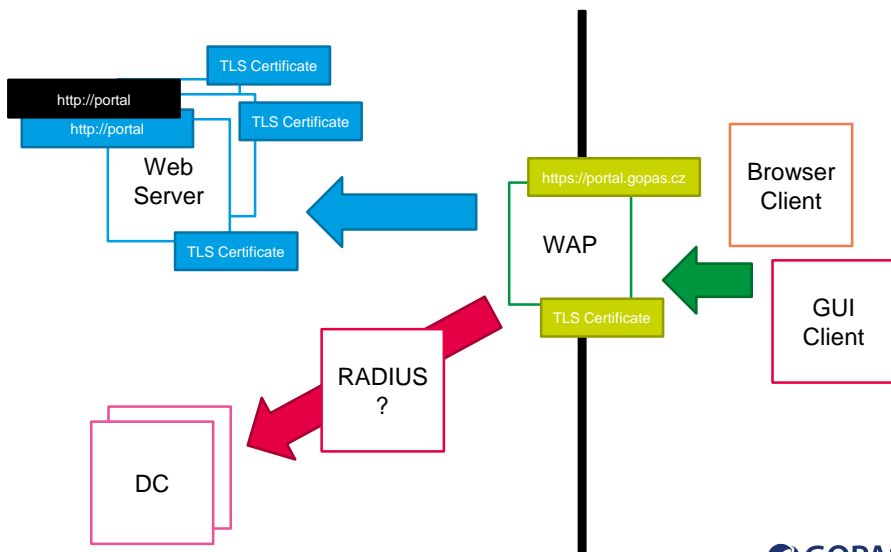 TLS Certificate
http://portal
TLS Certificate
http://portal
Web
Server
TLS Certificate
https://portal.gopas.cz
WAP
TLS Certificate
Browser
Client
GUI
Client
RADIUS
?
DC